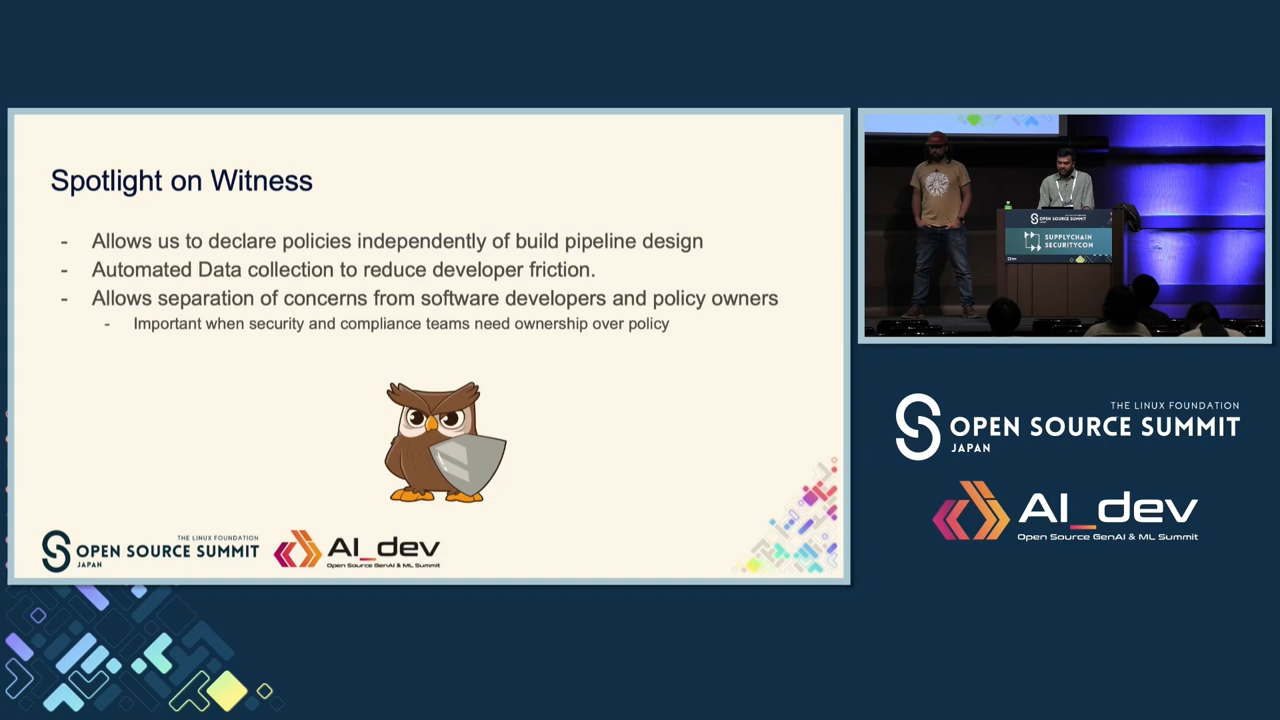 Spotlight on Witness
- Allows us to declare policies independently of build pipeline design
- Automated Data collection to reduce developer friction.
- Allows separation of concerns from software developers and policy owners
- Important when security and compliance teams need ownership over policy
THE LINUX FOUNDATION
OPEN SOURCE SUMMIT
JAPAN
AI_dev
Open Source GenAI & ML Summit
OPEN SOURCE SUMMIT
SUPPLYCHAIN
SECURITYCON
THE LINUX FOUNDATION
OPEN SOURCE SUMMIT
JAPAN
AI_dev
Open Source GenAI & ML Summit